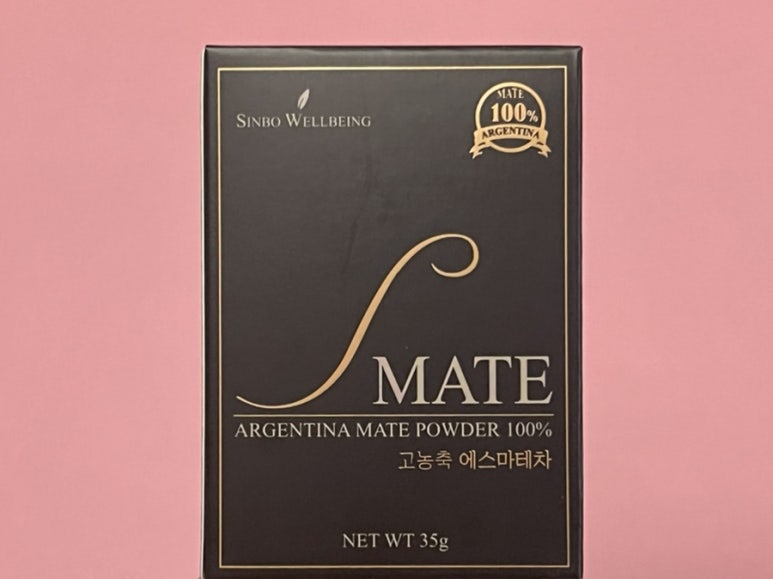 SINBO WELLBEING
MATE
100%
ARGENTINA
S MATE
ARGENTINA MATE POWDER 100%
고농축 에스마테차
NET WT 35g